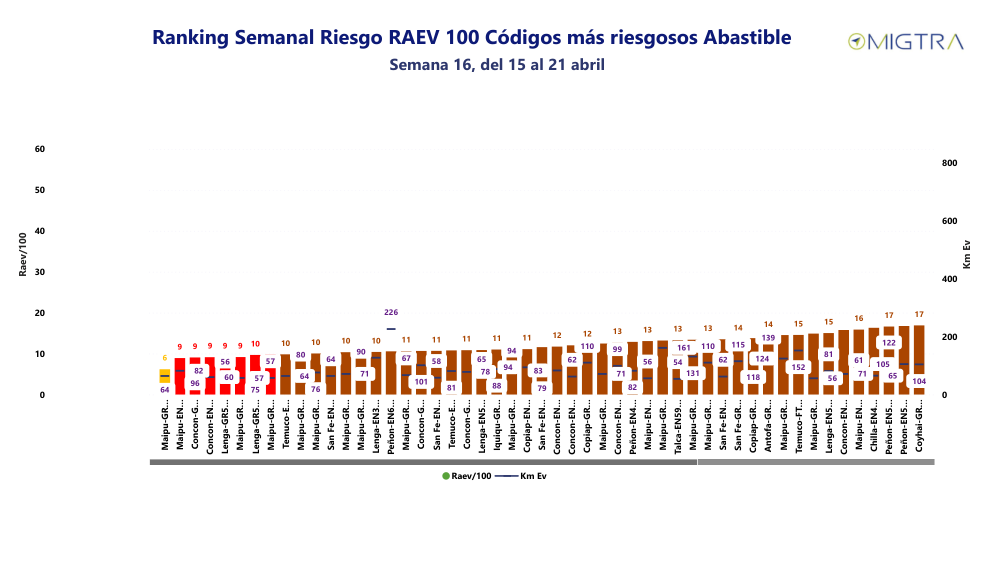 Ranking Semanal Riesgo RAEV 100 Códigos más riesgosos Abastible
MIGTRA
Semana 16, del 15 al 21 abril
60
50
40
30
20
10
0
Raev/100
800
600
400
200
0
Km Ev
6 9 9 9 9 9 10 10 10 10 10 10 11 11 11 11 11 12 12 13 13 13 13 14 14 15 15 16 17 17
226
64 96 82 56 60 75 57 57 80 64 76 64 90 71 67 101 58 81 65 78 88 94 94 83 79 62 110 99 71 82 56 161 54 131 110 62 115 118 124 139 152 81 56 61 71 105 122 65 104
Maipu-GR...
Maipu-EN...
Concon-G...
Concon-EN...
Lenga-GR5...
Maipu-GR...
Lenga-GR5...
Maipu-GR...
Temuco-E...
Maipu-GR...
Maipu-GR...
San Fe-EN...
Maipu-GR...
Maipu-GR...
Lenga-EN3...
Peñon-EN6...
Maipu-GR...
Concon-G...
San Fe-EN...
Temuco-E...
Concon-G...
Lenga-EN5...
Iquiqu-GR...
Maipu-GR...
Copiap-EN...
San Fe-EN...
Concon-EN...
Concon-EN...
Copiap-GR...
Maipu-GR...
Concon-EN...
Peñon-EN4...
Maipu-EN...
Maipu-GR...
Talca-EN59...
Maipu-GR...
Maipu-GR...
San Fe-EN...
San Fe-GR...
Copiap-GR...
Antofa-GR...
Maipu-GR...
Temuco-FT...
Maipu-GR...
Lenga-EN5...
Concon-EN...
Maipu-EN...
Chilla-EN4...
Peñon-EN5...
Peñon-EN5...
Coyhai-GR...
Raev/100 Km Ev